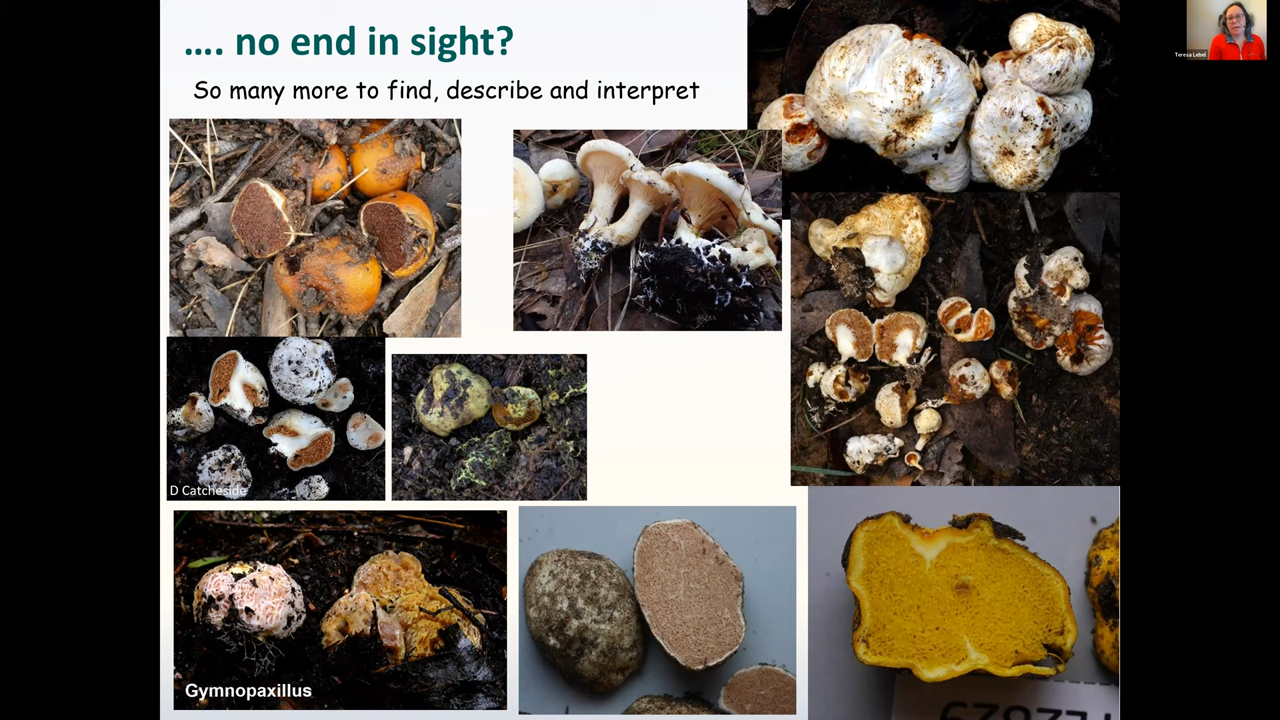 .... no end in sight?
So many more to find, describe and interpret
Teresa Lebel
D Catcheside
Gymnopaxillus